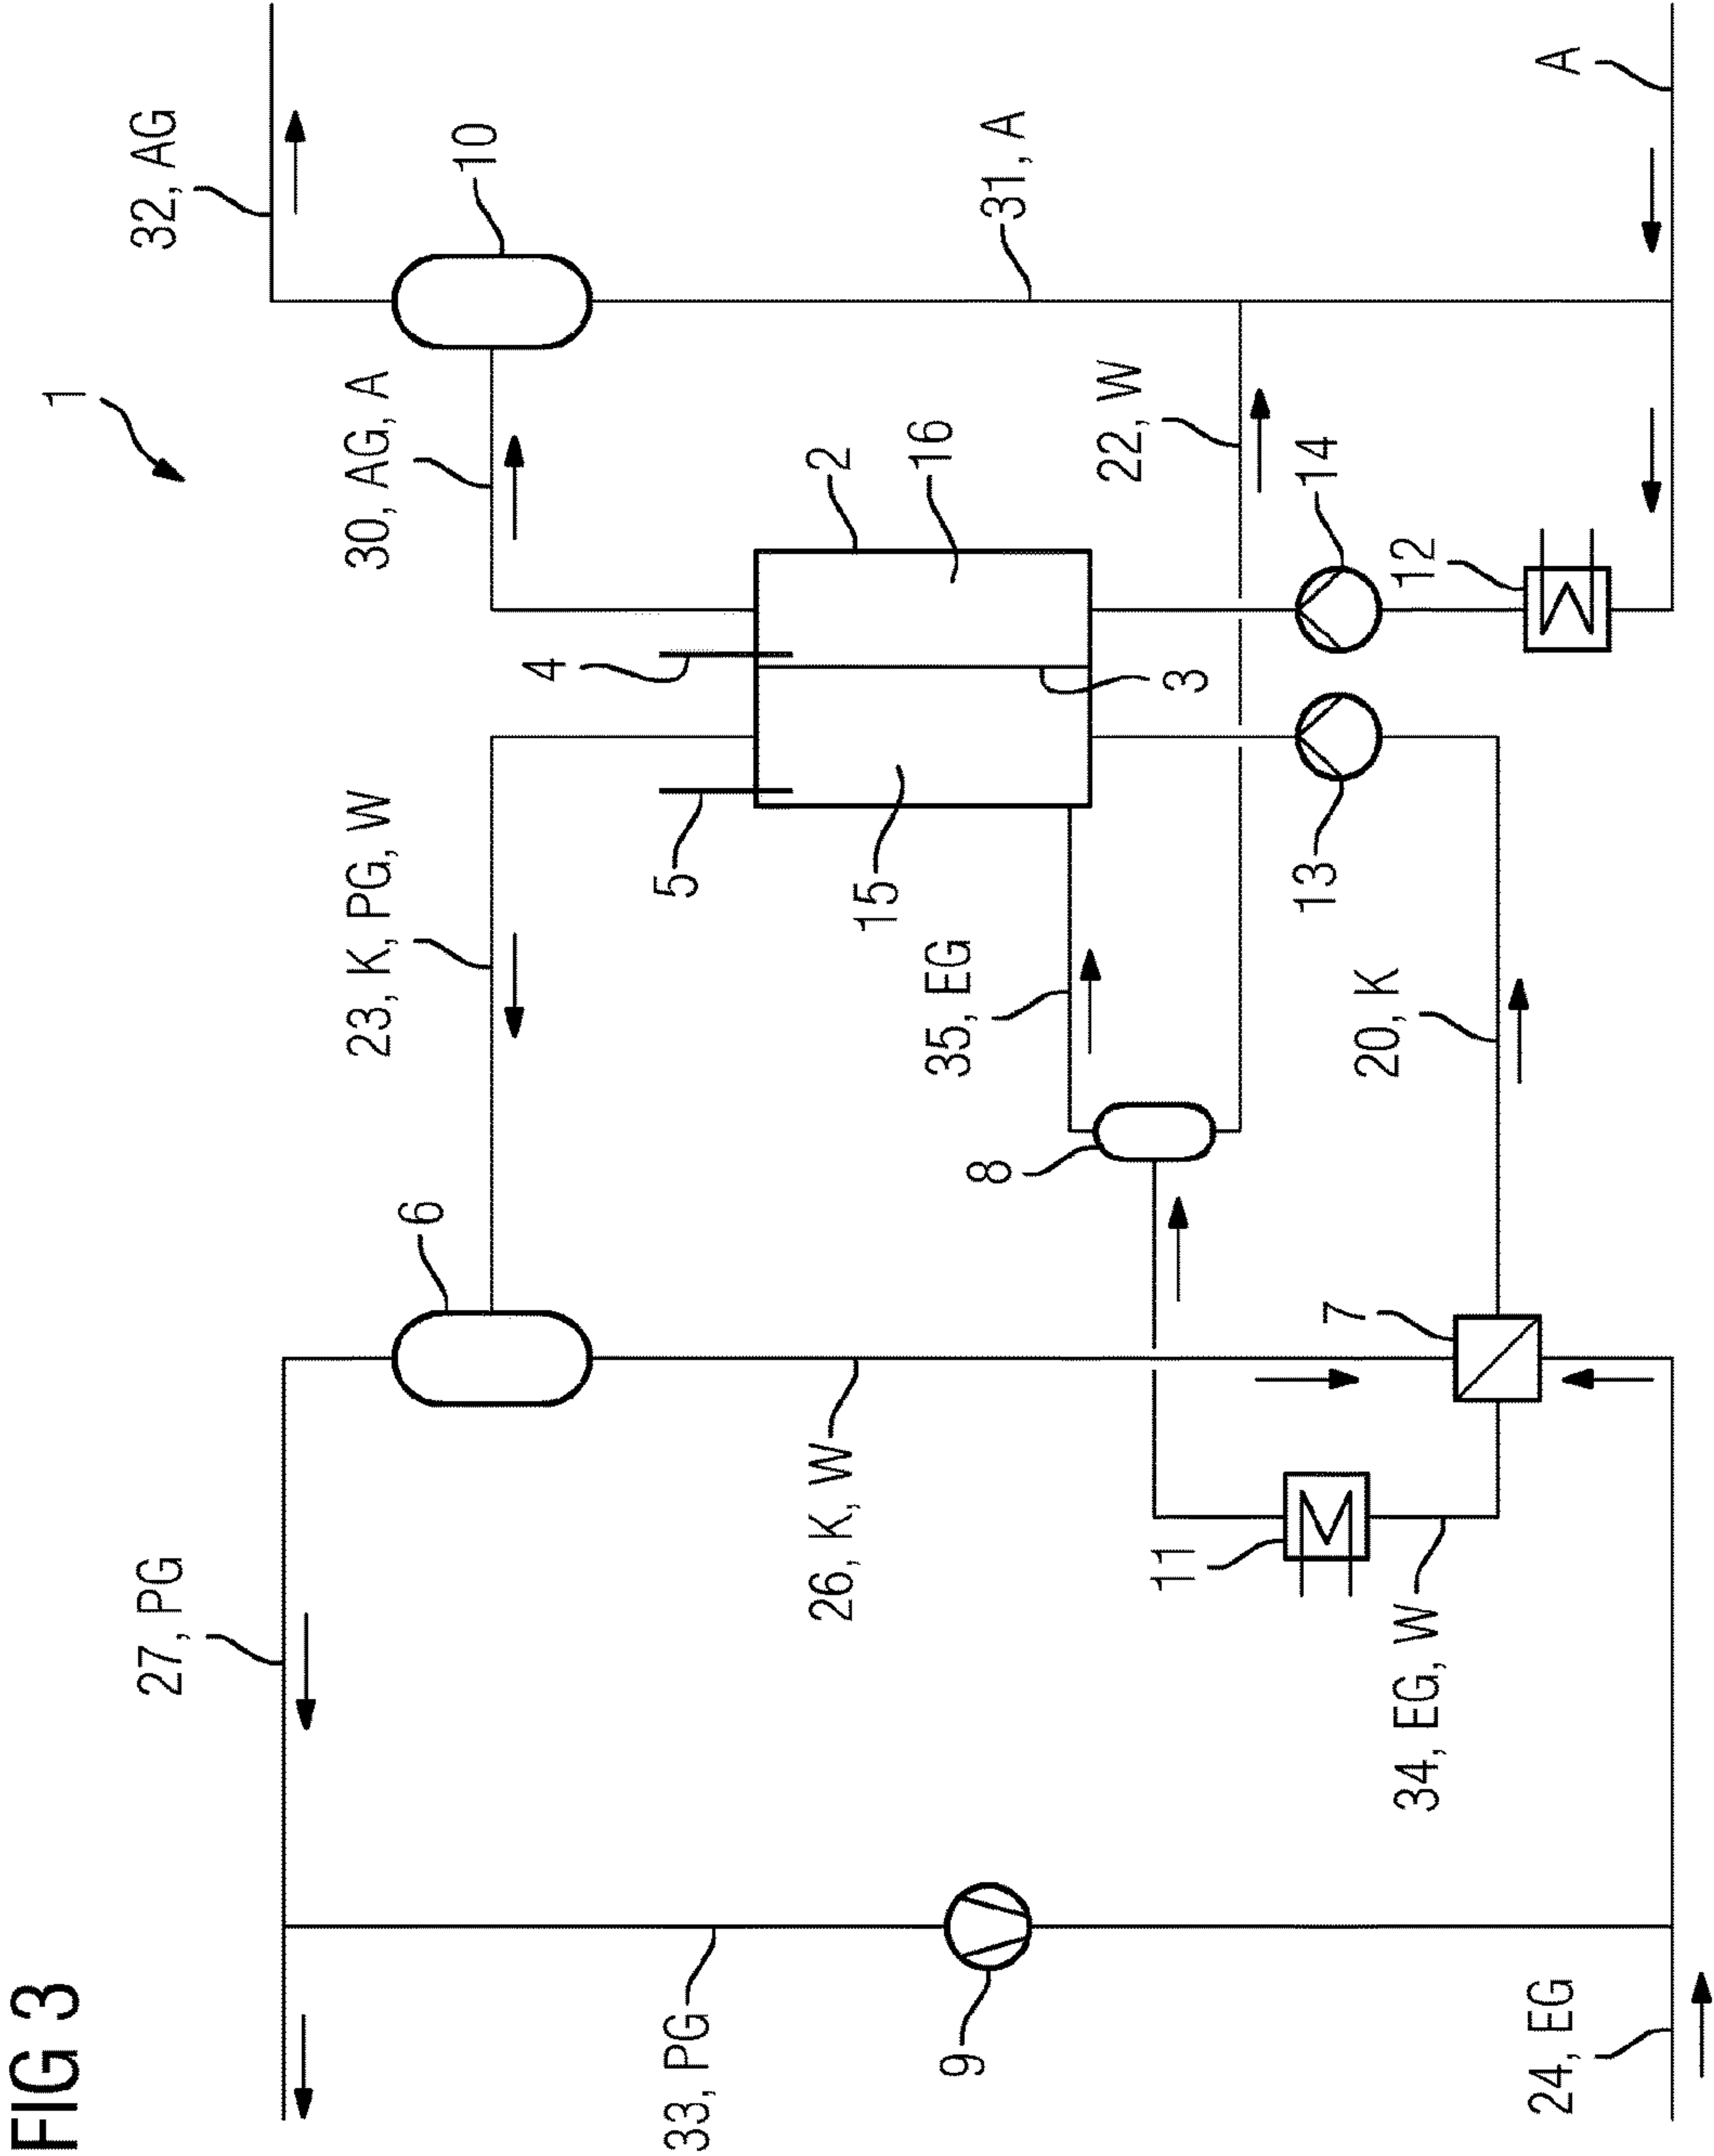 FIG 3
1
32, AG
10
27, PG
6
23, K, PG, W
30, AG, A
4
5
2
16
15
3
31, A
A
22, W
35, EG
8
26, K, W
14
12
13
20, K
7
11
34, EG, W
33, PG
9
24, EG